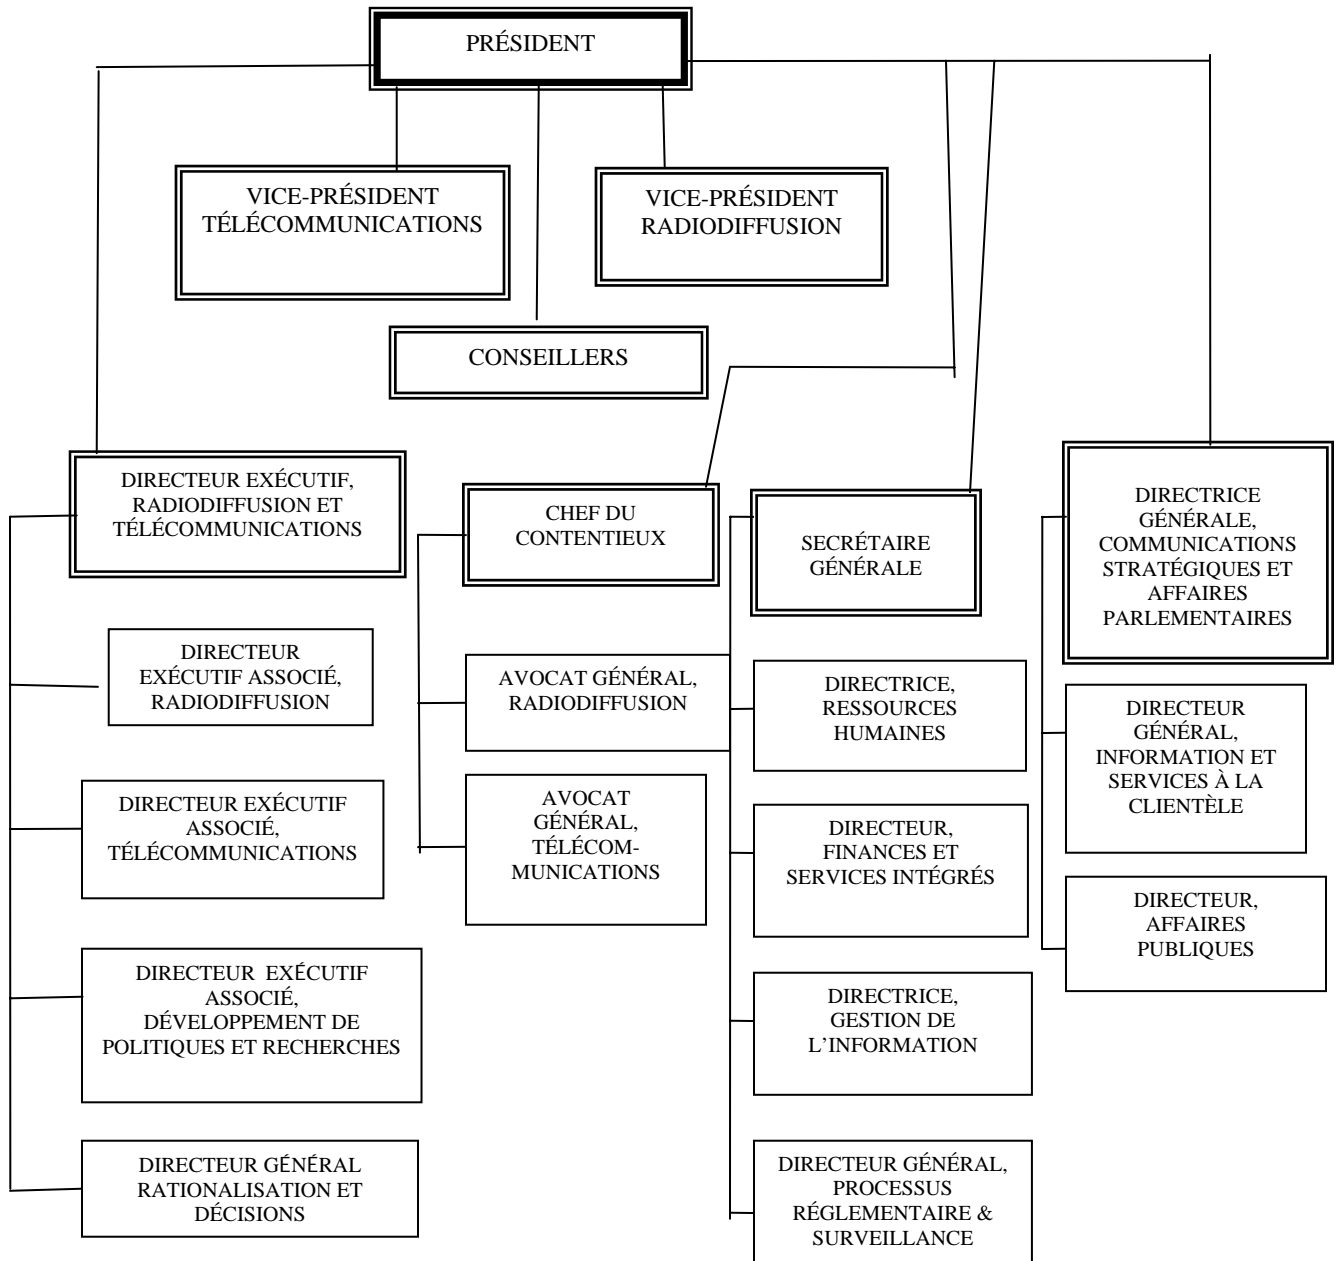 PRÉSIDENT
VICE-PRÉSIDENT
TÉLÉCOMMUNICATIONS
VICE-PRÉSIDENT
RADIODIFFUSION
CONSEILLERS
DIRECTEUR EXÉCUTIF,
RADIODIFFUSION ET
TÉLÉCOMMUNICATIONS
DIRECTEUR
EXÉCUTIF ASSOCIÉ,
RADIODIFFUSION
DIRECTEUR EXÉCUTIF
ASSOCIÉ,
TÉLÉCOMMUNICATIONS
DIRECTEUR  EXÉCUTIF
ASSOCIÉ,
DÉVELOPPEMENT DE
POLITIQUES ET RECHERCHES
DIRECTEUR GÉNÉRAL
RATIONALISATION ET
DÉCISIONS
CHEF DU
CONTENTIEUX
AVOCAT GÉNÉRAL,
RADIODIFFUSION
AVOCAT
GÉNÉRAL,
TÉLÉCOM-
MUNICATIONS
SECRÉTAIRE
GÉNÉRALE
DIRECTRICE,
RESSOURCES
HUMAINES
DIRECTEUR,
FINANCES ET
SERVICES INTÉGRÉS
DIRECTRICE,
GESTION DE
L’INFORMATION
DIRECTEUR GÉNÉRAL,
PROCESSUS
RÉGLEMENTAIRE &
SURVEILLANCE
DIRECTRICE
GÉNÉRALE,
COMMUNICATIONS
STRATÉGIQUES ET
AFFAIRES
PARLEMENTAIRES
DIRECTEUR
GÉNÉRAL,
INFORMATION ET
SERVICES À LA
CLIENTÈLE
DIRECTEUR,
AFFAIRES
PUBLIQUES